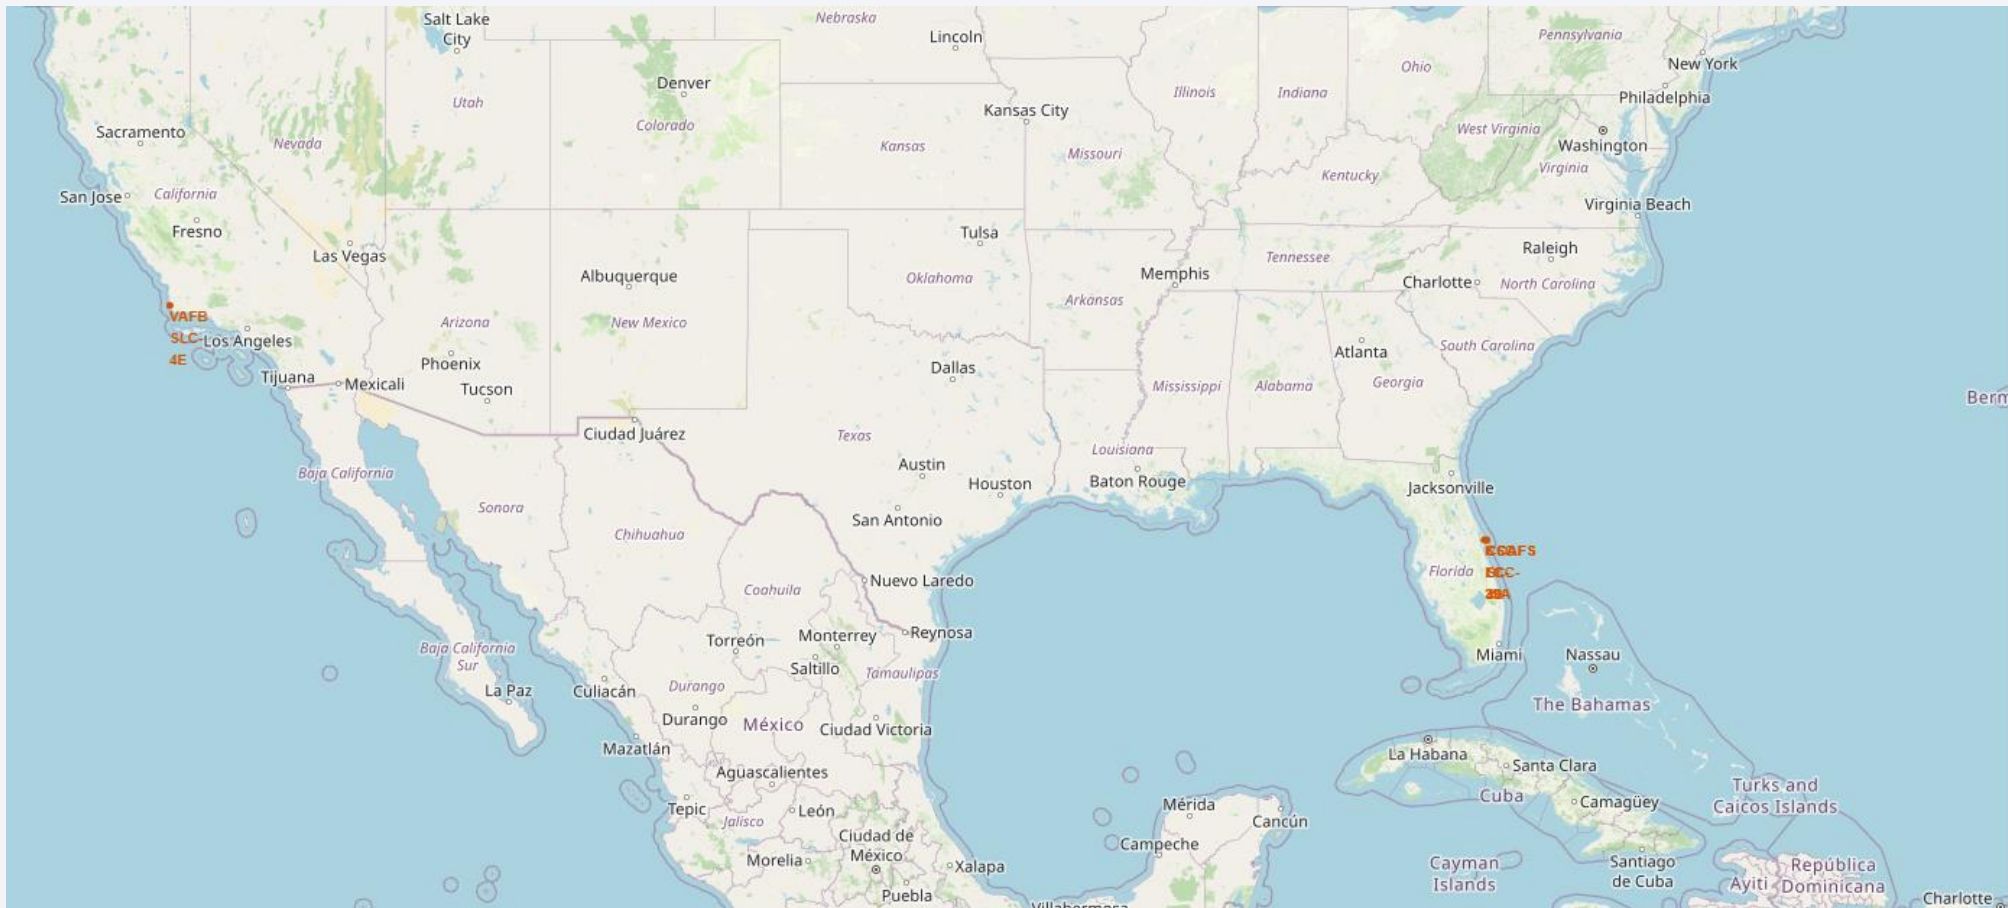 Salt Lake
City
Nebraska
Lincoln
Pennsylvania
New York
Ohio
Denver
Utah
Colorado
Illinois
Indiana
Philadelphia
Kansas City
Sacramento
Nevada
Kansas
Missouri
West Virginia
Washington
Virginia
Kentucky
San Jose
California
Virginia Beach
Fresno
Las Vegas
Tulsa
Raleigh
Tennessee
Albuquerque
Oklahoma
Memphis
Charlotte
North Carolina
Arkansas
VAFB
SLC-
4E
Los Angeles
Arizona
New Mexico
Atlanta
South Carolina
Phoenix
Dallas
Tijuana
Mexicali
Tucson
Mississippi
Alabama
Georgia
Ciudad Juárez
Texas
Louisiana
Baja California
Austin
Houston
Baton Rouge
Jacksonville
Sonora
San Antonio
Chihuahua
Florida
Nuevo Laredo
Coahuila
Torreón
Monterrey
Reynosa
Baja California
Sur
Saltillo
Tamaulipas
Miami
Nassau
La Paz
Culiacán
Durango
The Bahamas
Durango
México
Ciudad Victoria
Mazatlán
La Habana
Santa Clara
Aguascalientes
Turks and
Caicos Islands
Cuba
Camagüey
Tepic
León
Mérida
Jalisco
Cancún
Ciudad de
México
Campeche
Morelia
Xalapa
Cayman
Islands
Santiago
de Cuba
República
Dominicana
Ayiti
Puebla
Charlotte